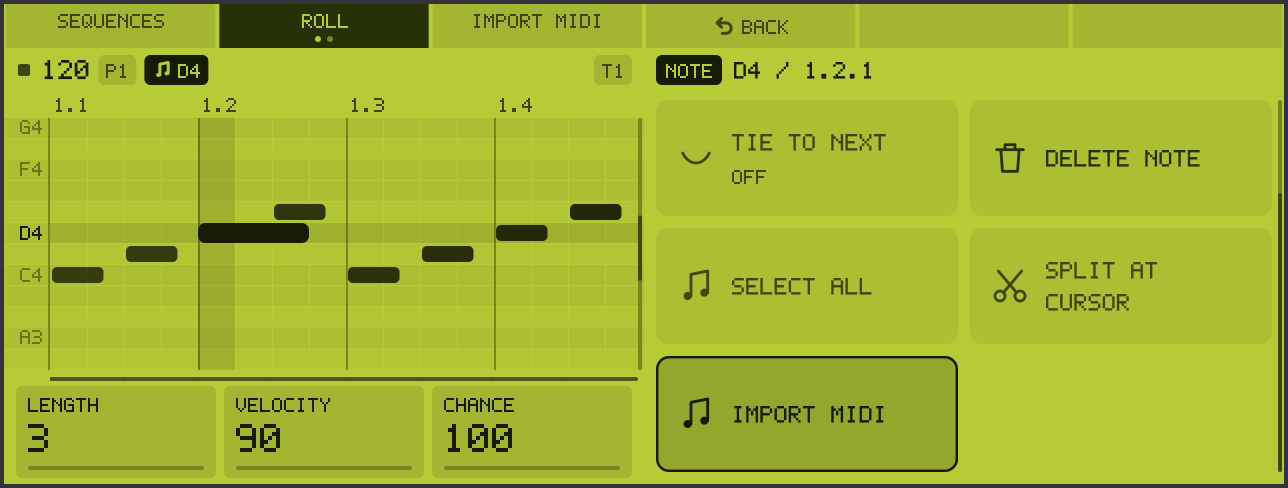 SEQUENCES
ROLL
IMPORT MIDI
BACK
120 P1 D4 T1
NOTE D4 / 1.2.1
1.1 1.2 1.3 1.4
G4
F4
D4
C4
A3
TIE TO NEXT
OFF
DELETE NOTE
SELECT ALL
SPLIT AT
CURSOR
IMPORT MIDI
LENGTH
3
VELOCITY
90
CHANCE
100